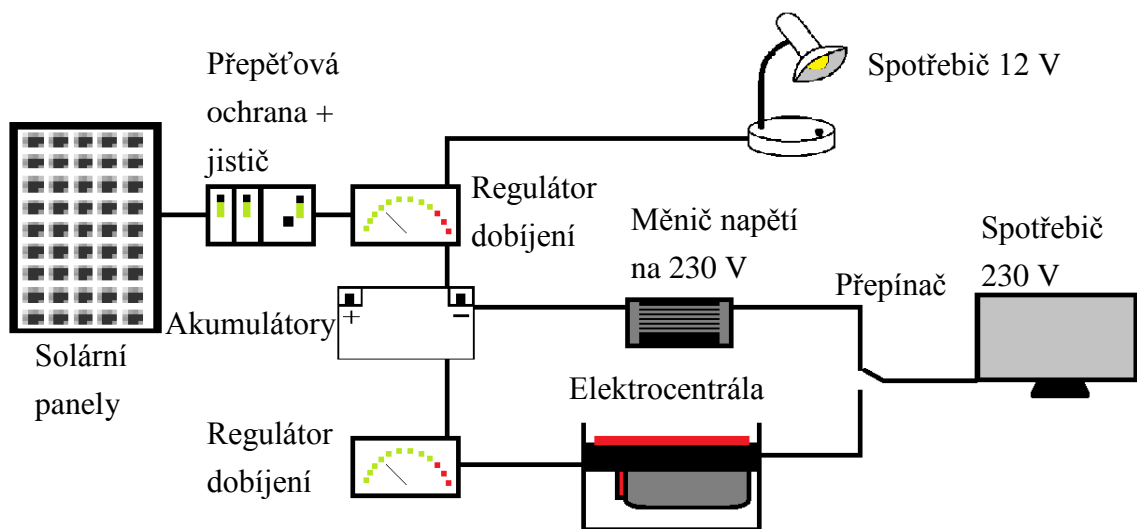 Přepěťová
ochrana +
jistič
Spotřebič 12 V
Regulátor
dobíjení
Měnič napětí
na 230 V
Spotřebič
230 V
Přepínač
Akumulátory
+
−
Solární
panely
Elektrocentrála
Regulátor
dobíjení